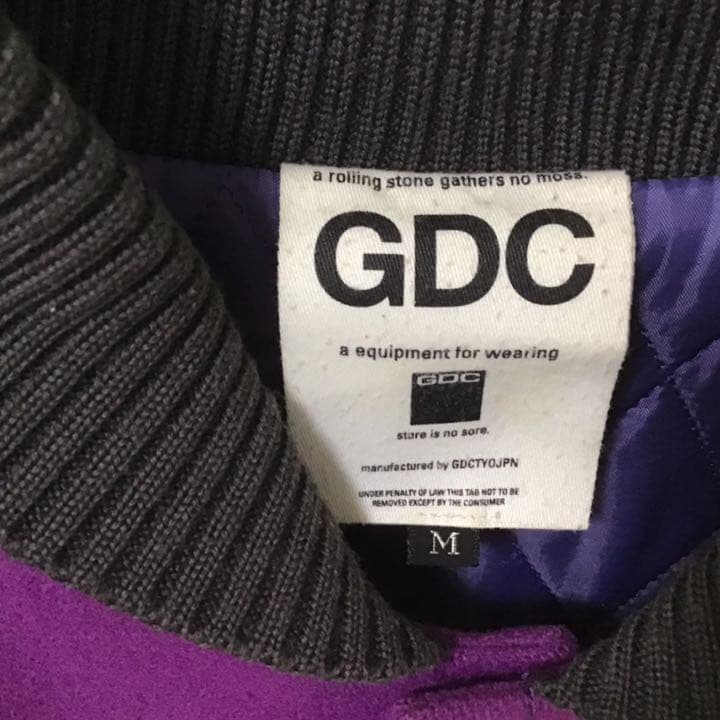 a rolling stone gathers no moss.
GDC
a equipment for wearing
GDC
store is no sore.
manufactured by GDCTYOJPN
UNDER PENALTY OF LAW THIS TAG NOT TO BE
REMOVED EXCEPT BY THE CONSUMER
M